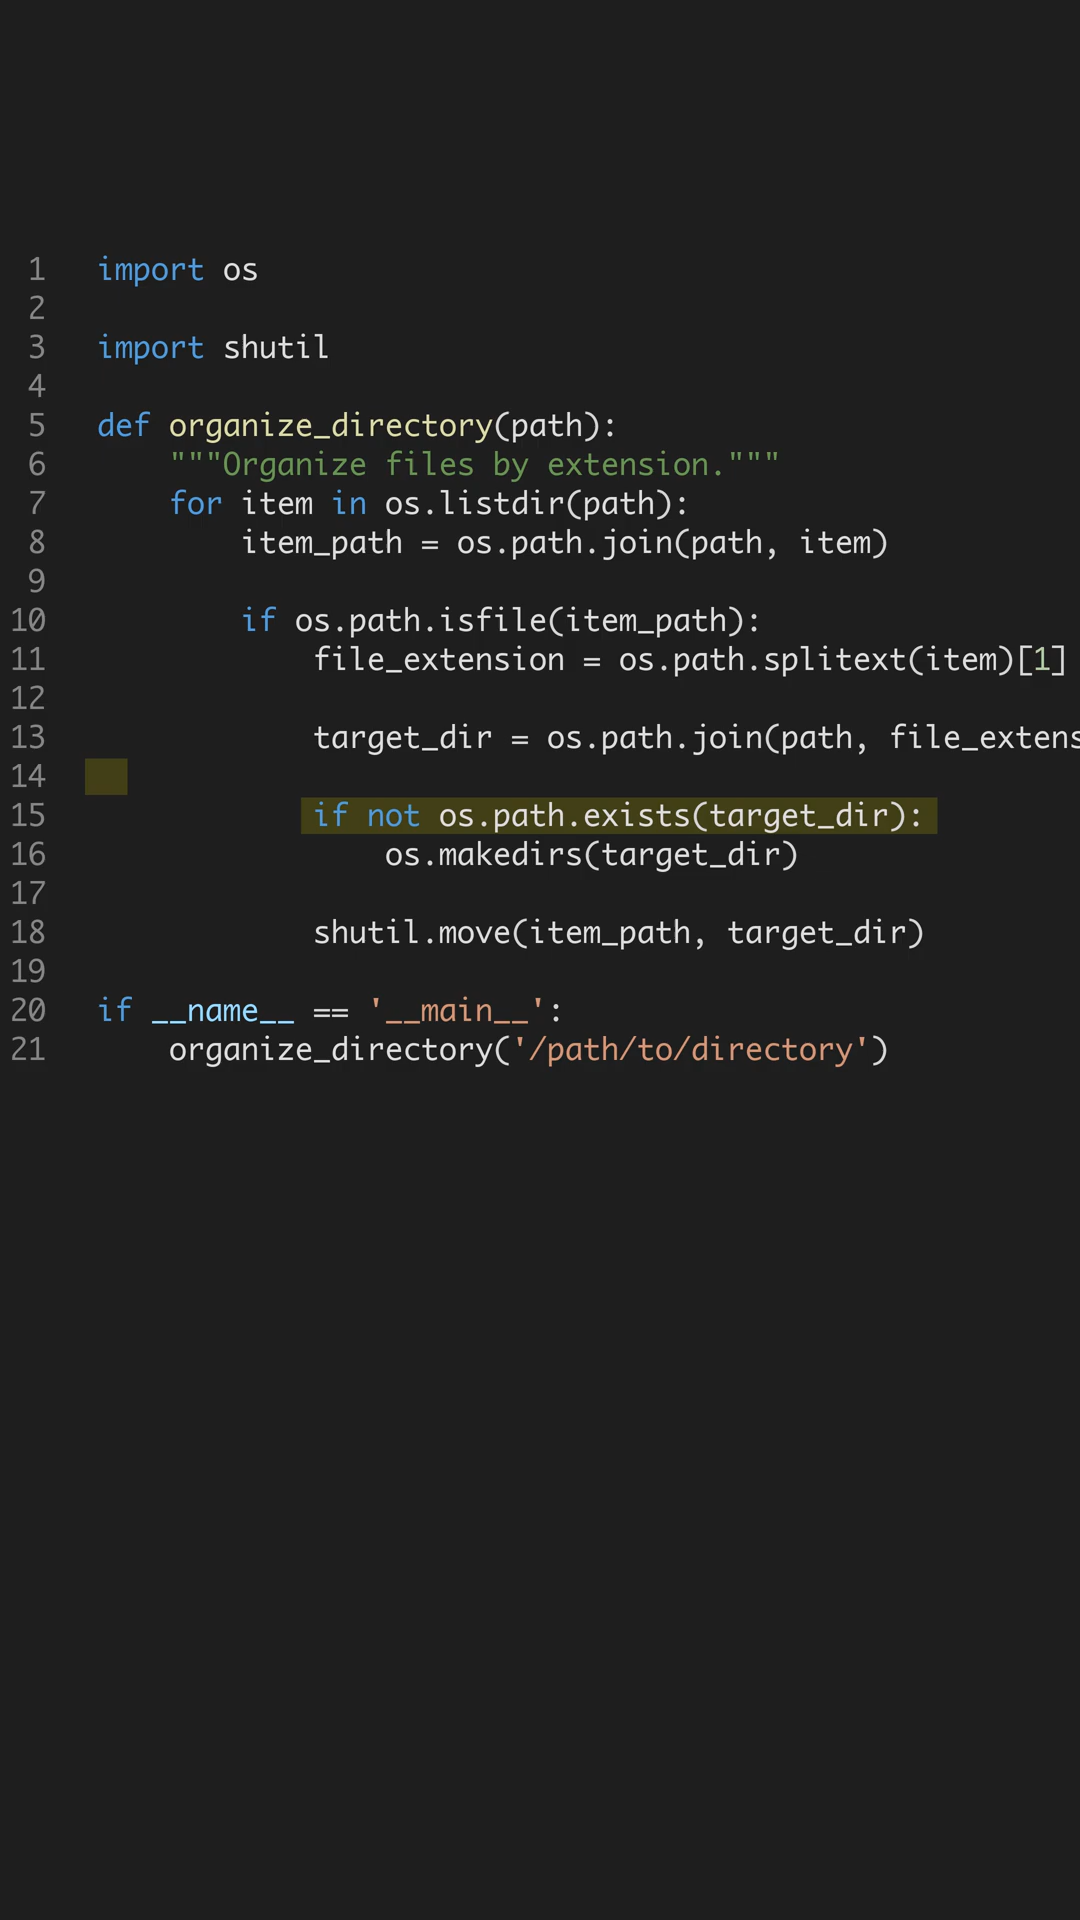 1 import os
2
3 import shutil
4
5 def organize_directory(path):
6     """Organize files by extension."""
7     for item in os.listdir(path):
8         item_path = os.path.join(path, item)
9
10         if os.path.isfile(item_path):
11             file_extension = os.path.splitext(item)[1]
12
13             target_dir = os.path.join(path, file_extens
14
15             if not os.path.exists(target_dir):
16                 os.makedirs(target_dir)
17
18             shutil.move(item_path, target_dir)
19
20 if __name__ == '__main__':
21     organize_directory('/path/to/directory')